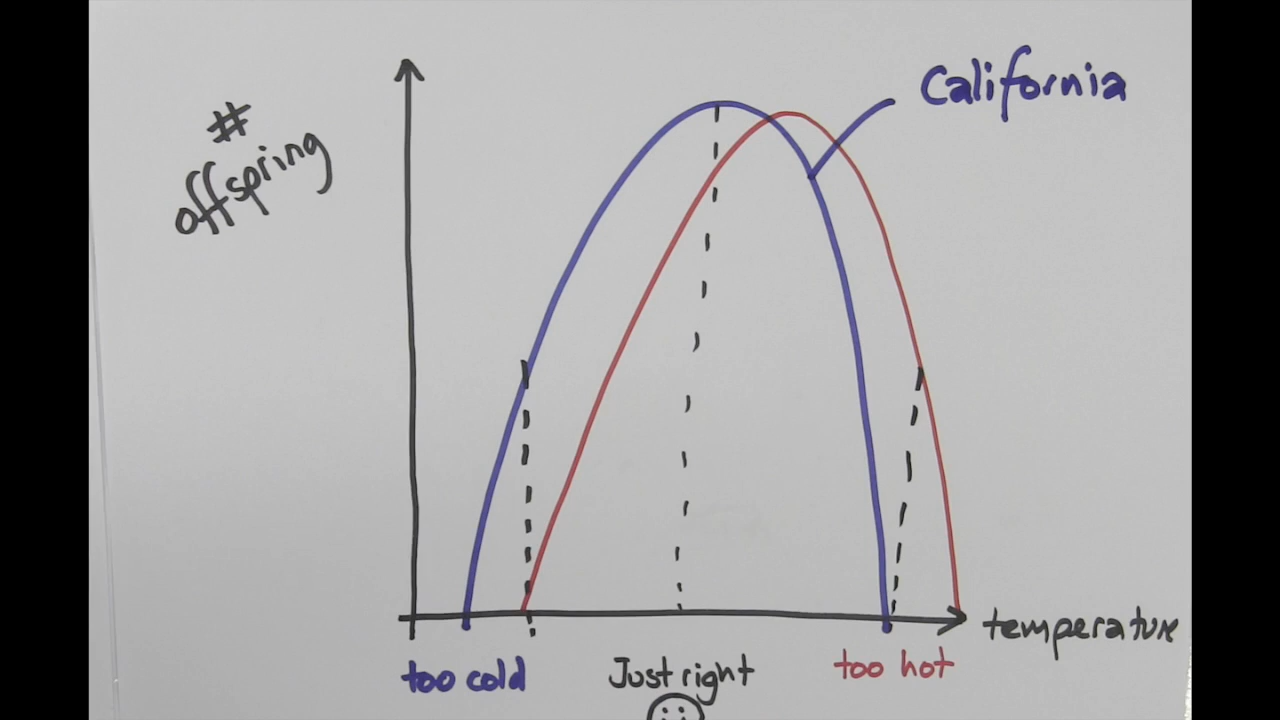 California
#
offspring
temperature
too cold
Just right
too hot